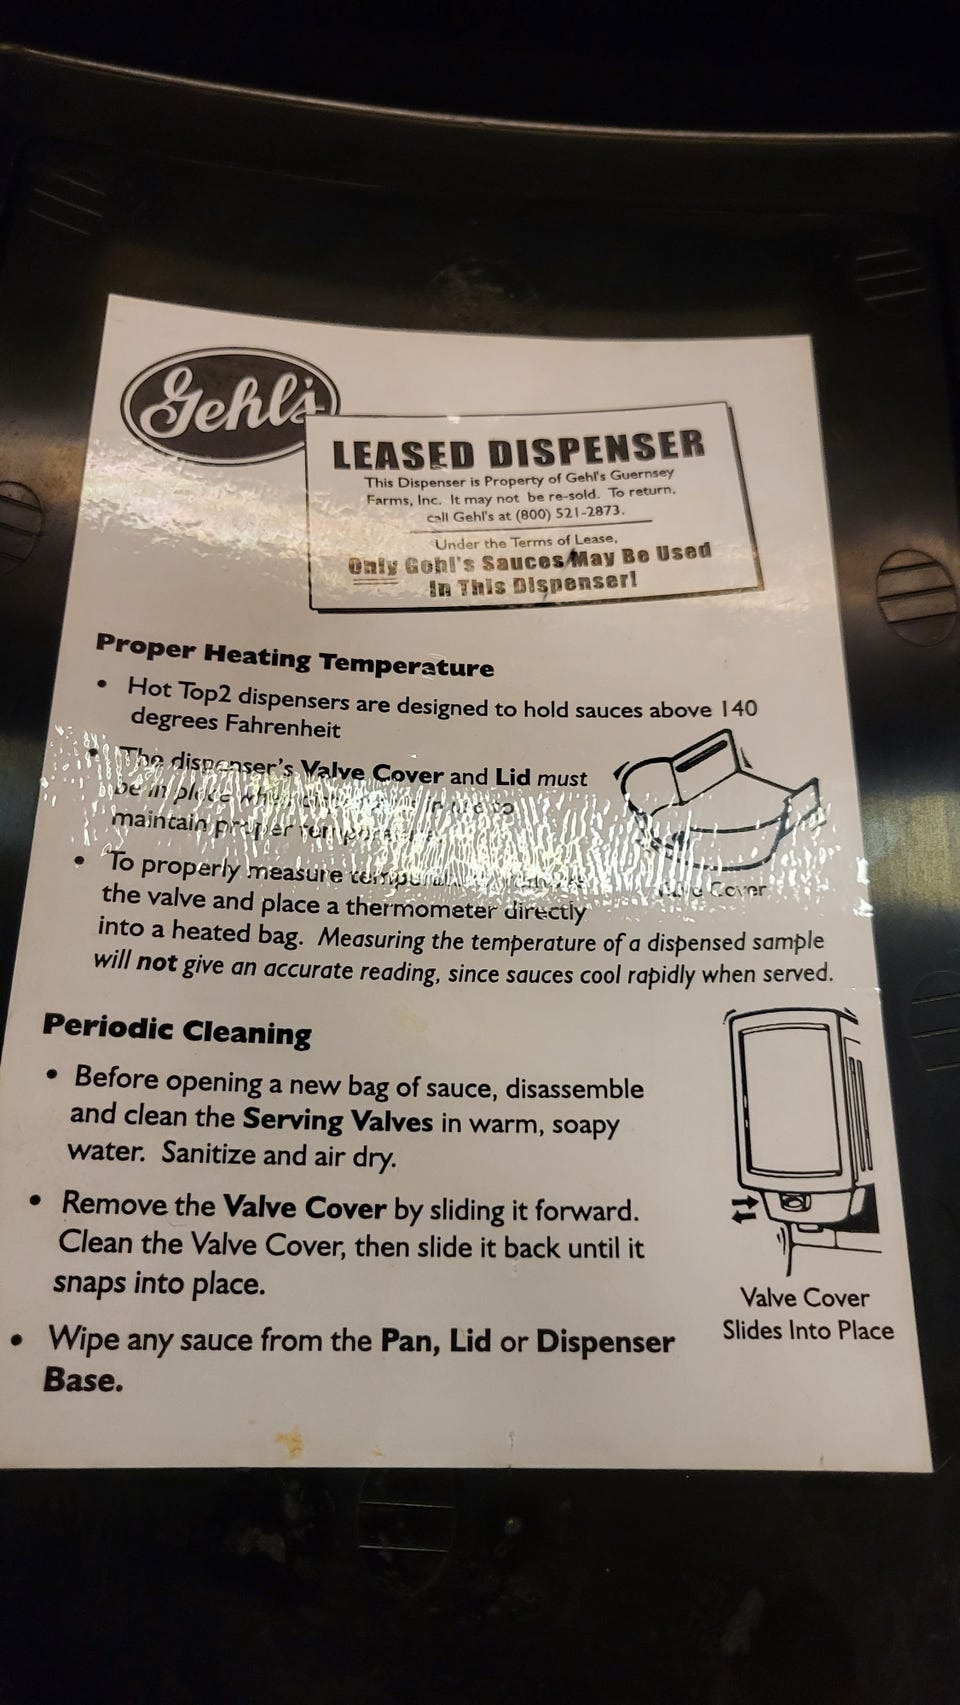 Gehl's
LEASED DISPENSER
This Dispenser is Property of Gehl's Guernsey
Farms, Inc. It may not be re-sold. To return,
call Gehl's at (800) 521-2873.
Under the Terms of Lease,
Only Gehl's Sauces May Be Used
In This Dispenser!
Proper Heating Temperature
• Hot Top2 dispensers are designed to hold sauces above 140
degrees Fahrenheit
• The dispenser's Valve Cover and Lid must
be in place when
maintain proper
• To properly measure
the valve and place a thermometer directly
Cover
into a heated bag. Measuring the temperature of a dispensed sample
will not give an accurate reading, since sauces cool rapidly when served.
Periodic Cleaning
• Before opening a new bag of sauce, disassemble
and clean the Serving Valves in warm, soapy
water. Sanitize and air dry.
• Remove the Valve Cover by sliding it forward.
Clean the Valve Cover, then slide it back until it
snaps into place.
Valve Cover
Slides Into Place
• Wipe any sauce from the Pan, Lid or Dispenser
Base.